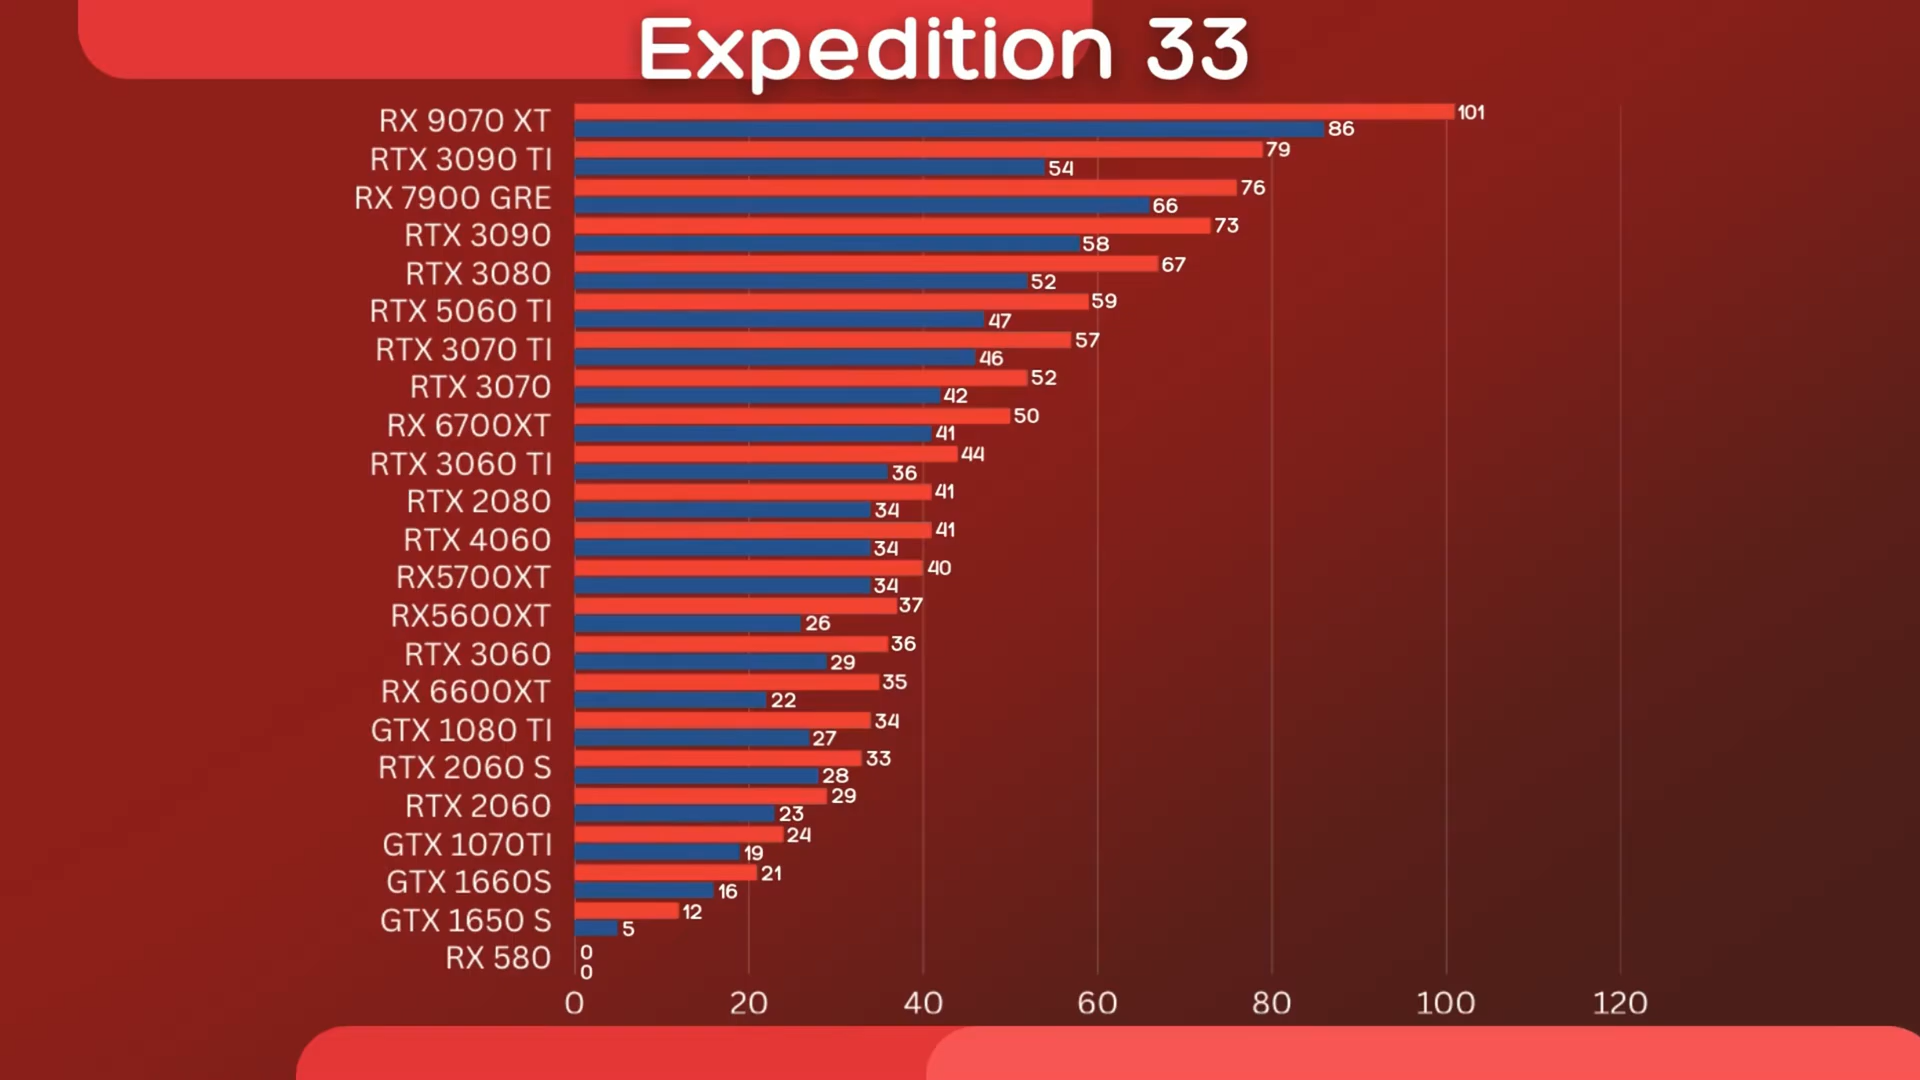 Expedition 33
RX 9070 XT 101
86
RTX 3090 TI 79
54
RX 7900 GRE 76
66
RTX 3090 73
58
RTX 3080 67
52
RTX 5060 TI 59
47
RTX 3070 TI 57
46
RTX 3070 52
42
RX 6700XT 50
41
RTX 3060 TI 44
36
RTX 2080 41
34
RTX 4060 41
34
RX5700XT 40
34
RX5600XT 37
26
RTX 3060 36
29
RX 6600XT 35
22
GTX 1080 TI 34
27
RTX 2060 S 33
28
RTX 2060 29
23
GTX 1070TI 24
19
GTX 1660S 21
16
GTX 1650 S 12
5
RX 580 0
0
0 20 40 60 80 100 120